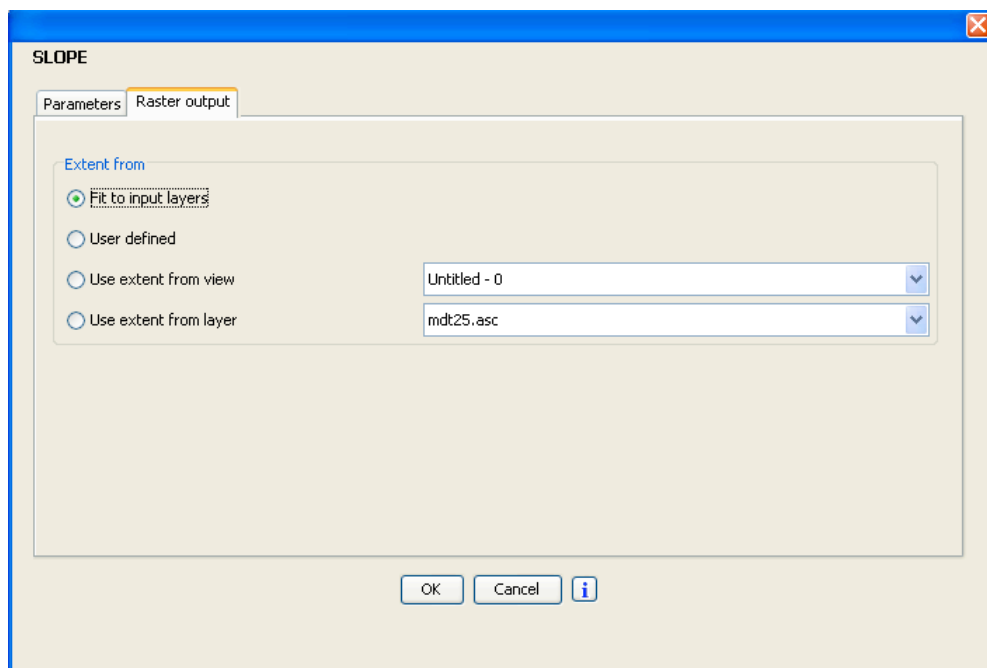 SLOPE
Parameters Raster output
Extent from
Fit to input layers
User defined
Use extent from view Untitled - 0
Use extent from layer mdt25.asc
OK Cancel i